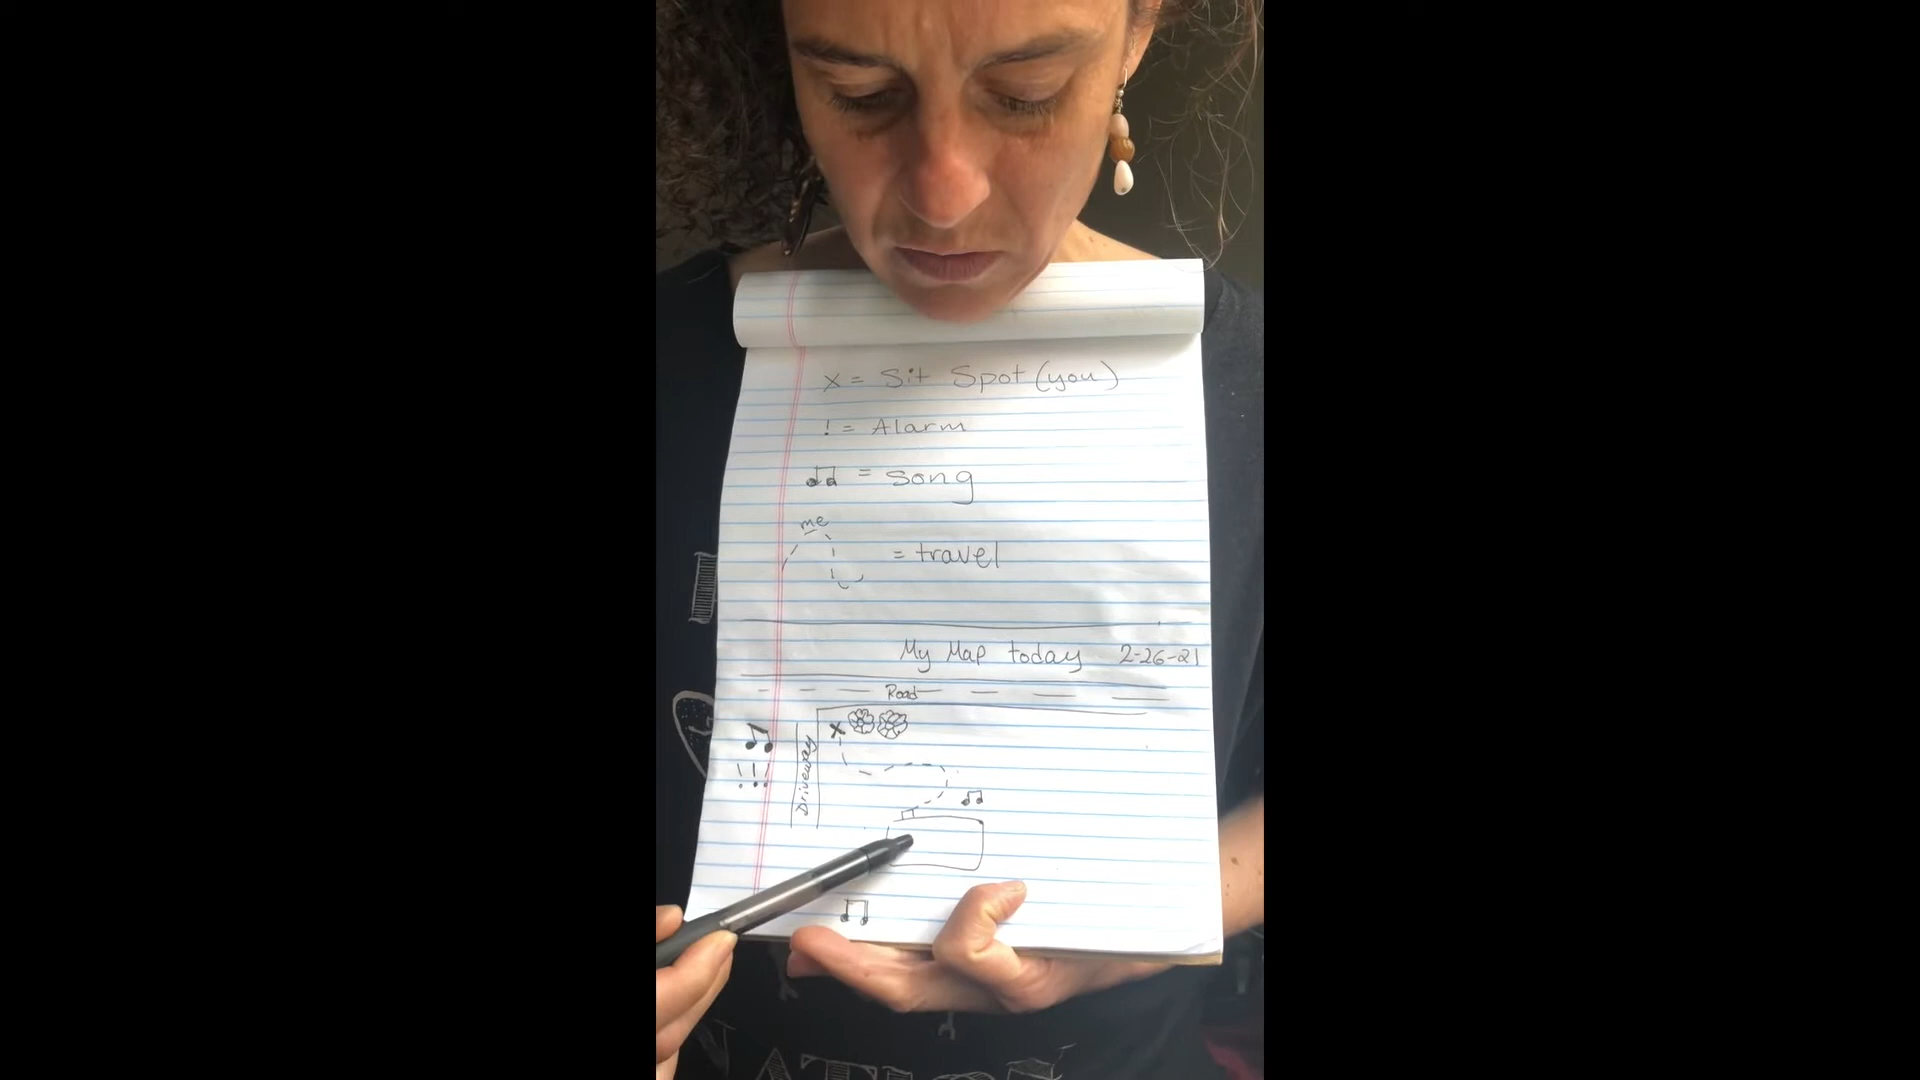 x = Sit Spot (you)
! = Alarm
♫ = song
me
= travel
My Map today 2-26-21
Road
x
Driveway
!!!